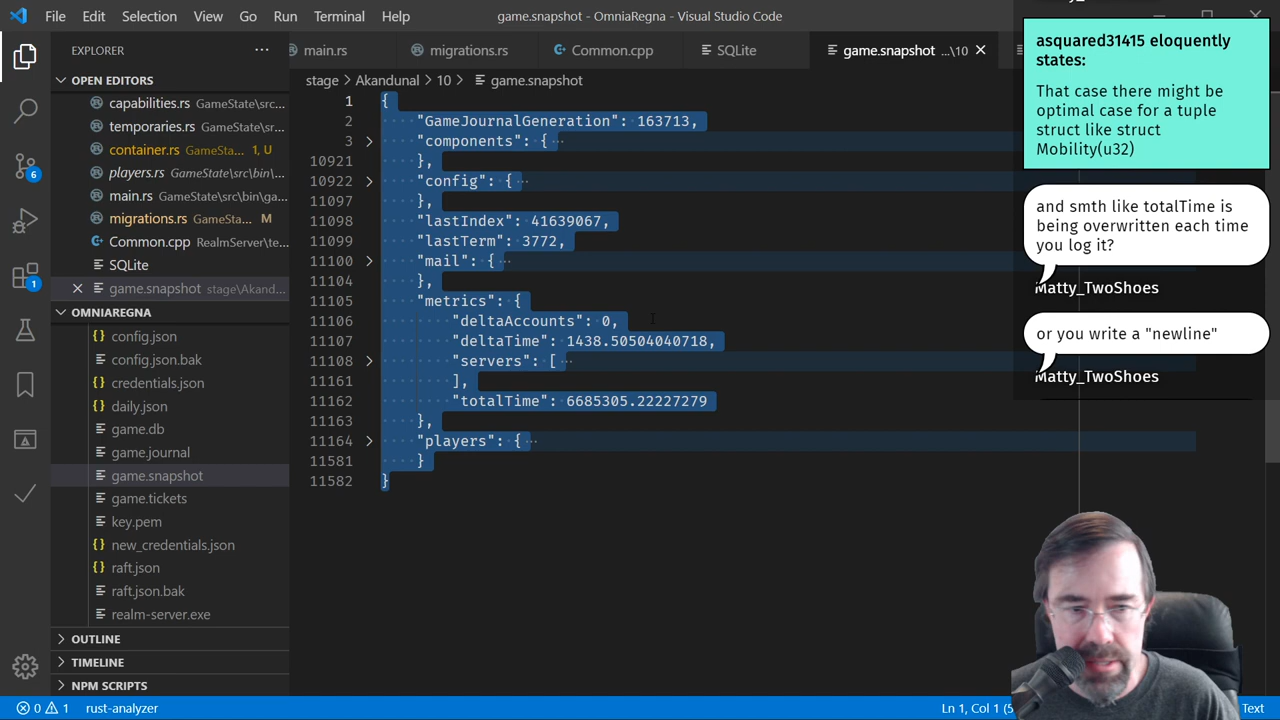 File Edit Selection View Go Run Terminal Help
game.snapshot - OmniaRegna - Visual Studio Code
EXPLORER
OPEN EDITORS
capabilities.rs GameState\src...
temporaries.rs GameState\src...
container.rs GameSta... 1, U
players.rs GameState\src\bin\...
main.rs GameState\src\bin\ga...
migrations.rs GameSta... M
Common.cpp RealmServer\te...
SQLite
game.snapshot stage\Akand...
OMNIAREGNA
config.json
config.json.bak
credentials.json
daily.json
game.db
game.journal
game.snapshot
game.tickets
key.pem
new_credentials.json
raft.json
raft.json.bak
realm-server.exe
OUTLINE
TIMELINE
NPM SCRIPTS
main.rs migrations.rs Common.cpp SQLite game.snapshot ...\10
stage > Akandunal > 10 > game.snapshot
1 {
2 "GameJournalGeneration": 163713,
3 "components": {
10921 },
10922 "config": {
11097 },
11098 "lastIndex": 41639067,
11099 "lastTerm": 3772,
11100 "mail": {
11104 },
11105 "metrics": {
11106 "deltaAccounts": 0,
11107 "deltaTime": 1438.50504040718,
11108 "servers": [
11161 ],
11162 "totalTime": 6685305.22227279
11163 },
11164 "players": {
11581 }
11582 }
asquared31415 eloquently
states:
That case there might be
optimal case for a tuple
struct like struct
Mobility(u32)
and smth like totalTime is
being overwritten each time
you log it?
Matty_TwoShoes
or you write a "newline"
Matty_TwoShoes
6
1
0 1 rust-analyzer
Ln 1, Col 1 (5
Text